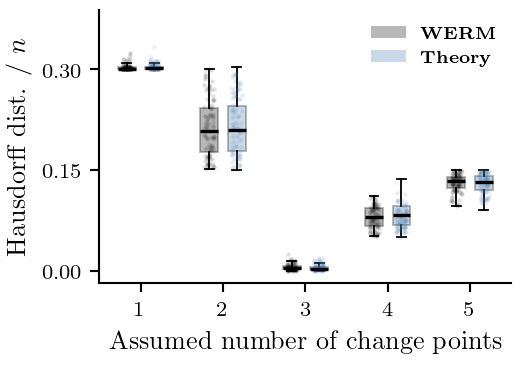 Hausdorff dist. / n
0.30
0.15
0.00
WERM
Theory
1 2 3 4 5
Assumed number of change points